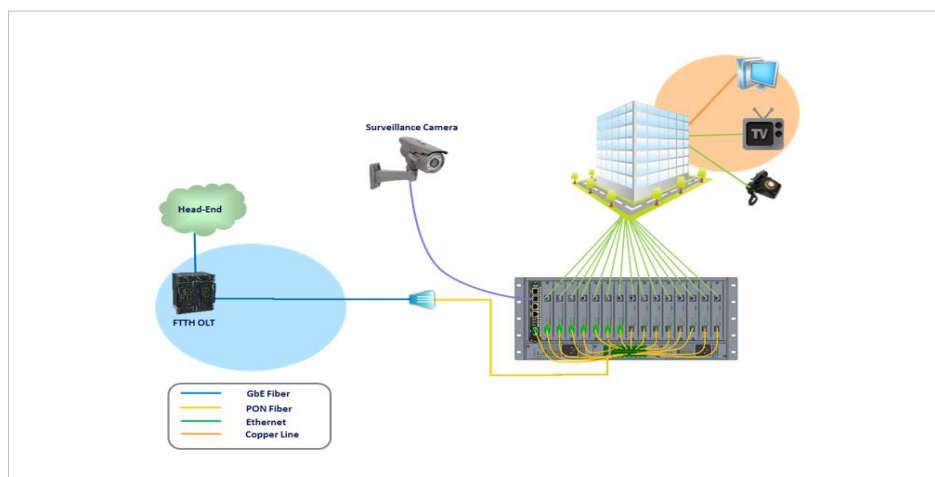 Surveillance Camera
TV
Head-End
FTTH OLT
GbE Fiber
PON Fiber
Ethernet
Copper Line